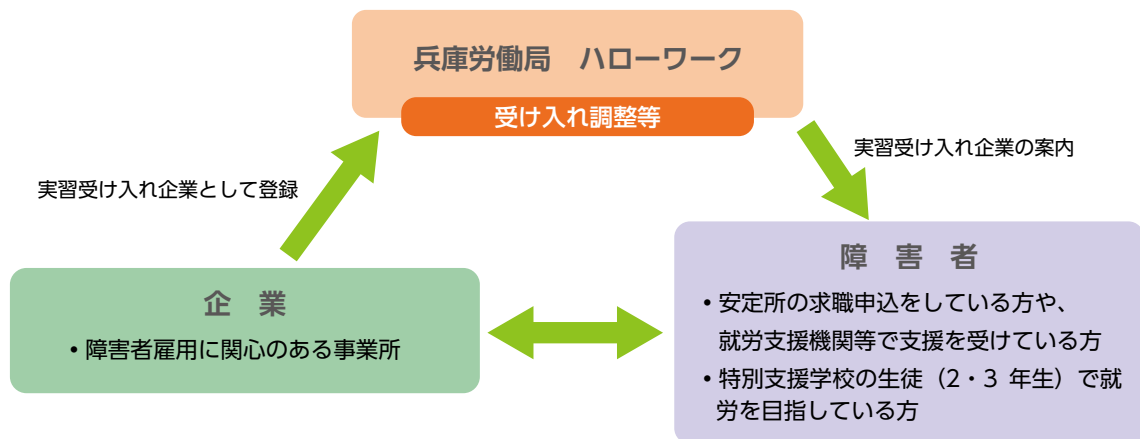 兵庫労働局　ハローワーク
受け入れ調整等
実習受け入れ企業の案内
実習受け入れ企業として登録
障　害　者
・安定所の求職申込をしている方や、
就労支援機関等で支援を受けている方
・特別支援学校の生徒（2・3 年生）で就
労を目指している方
企　業
・障害者雇用に関心のある事業所